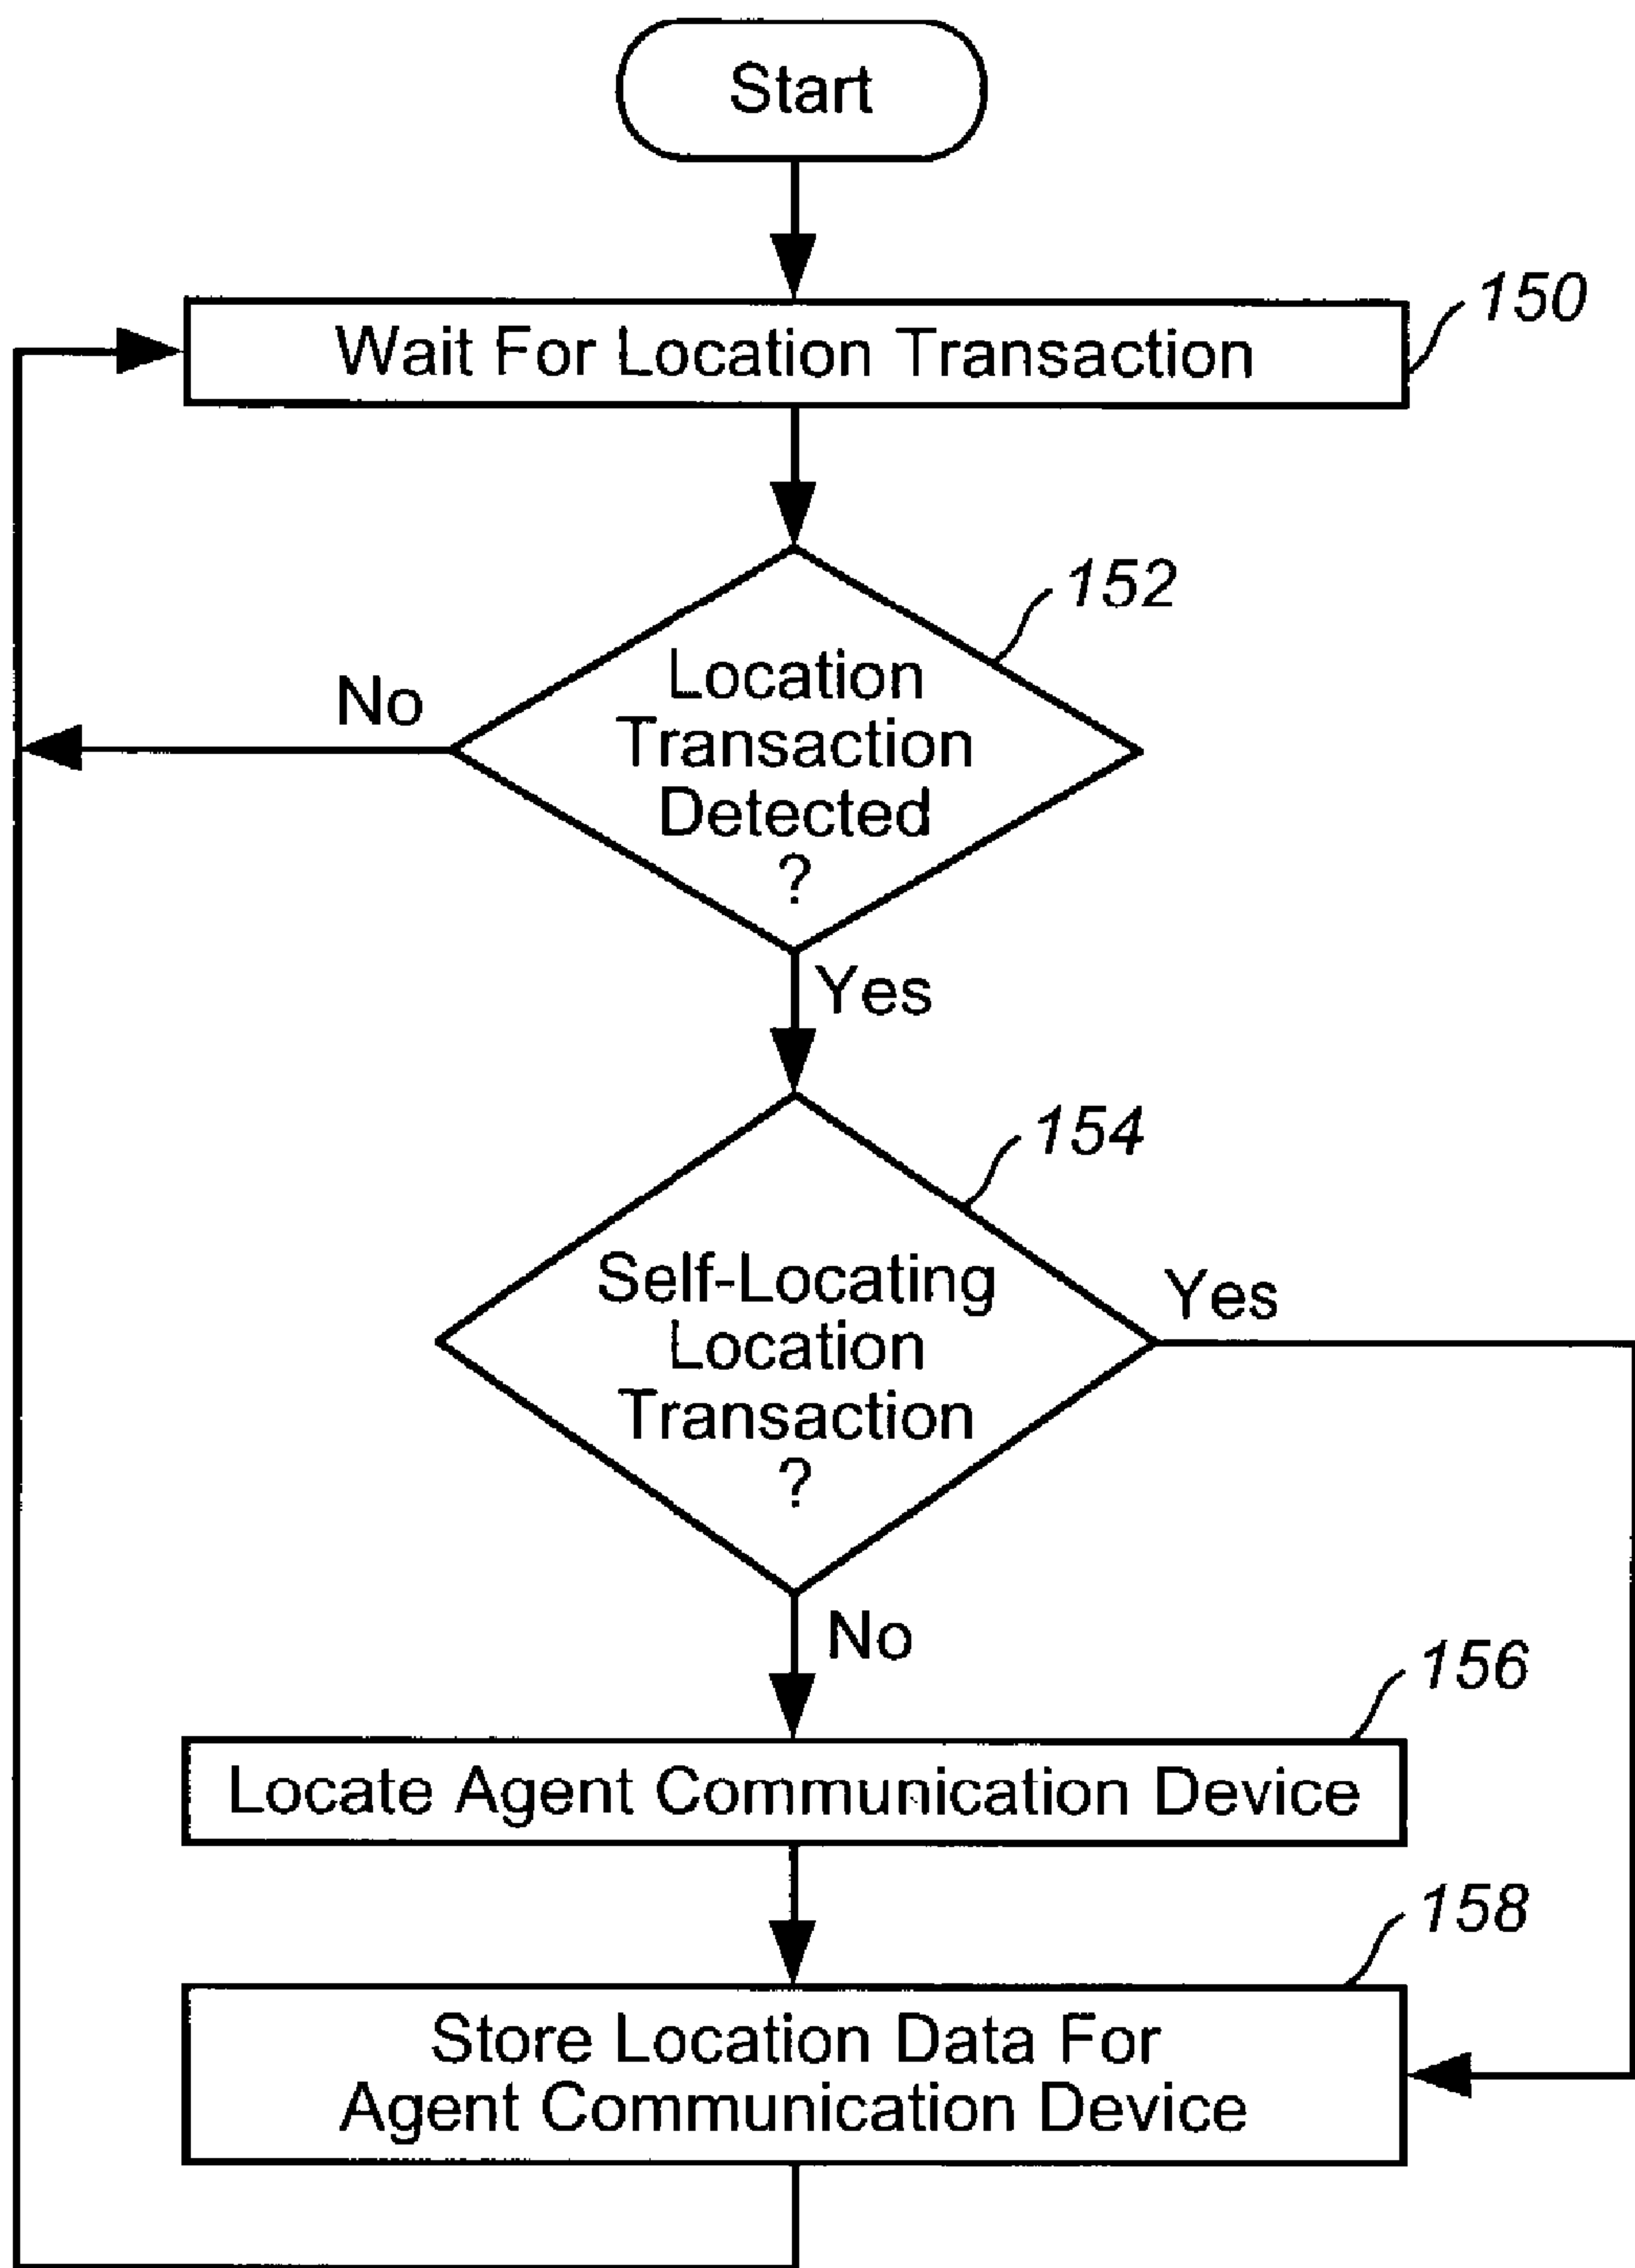 Start
150
Wait For Location Transaction
152
Location
Transaction
Detected
?
No
Yes
154
Self-Locating
Location
Transaction
?
Yes
No
156
Locate Agent Communication Device
158
Store Location Data For
Agent Communication Device